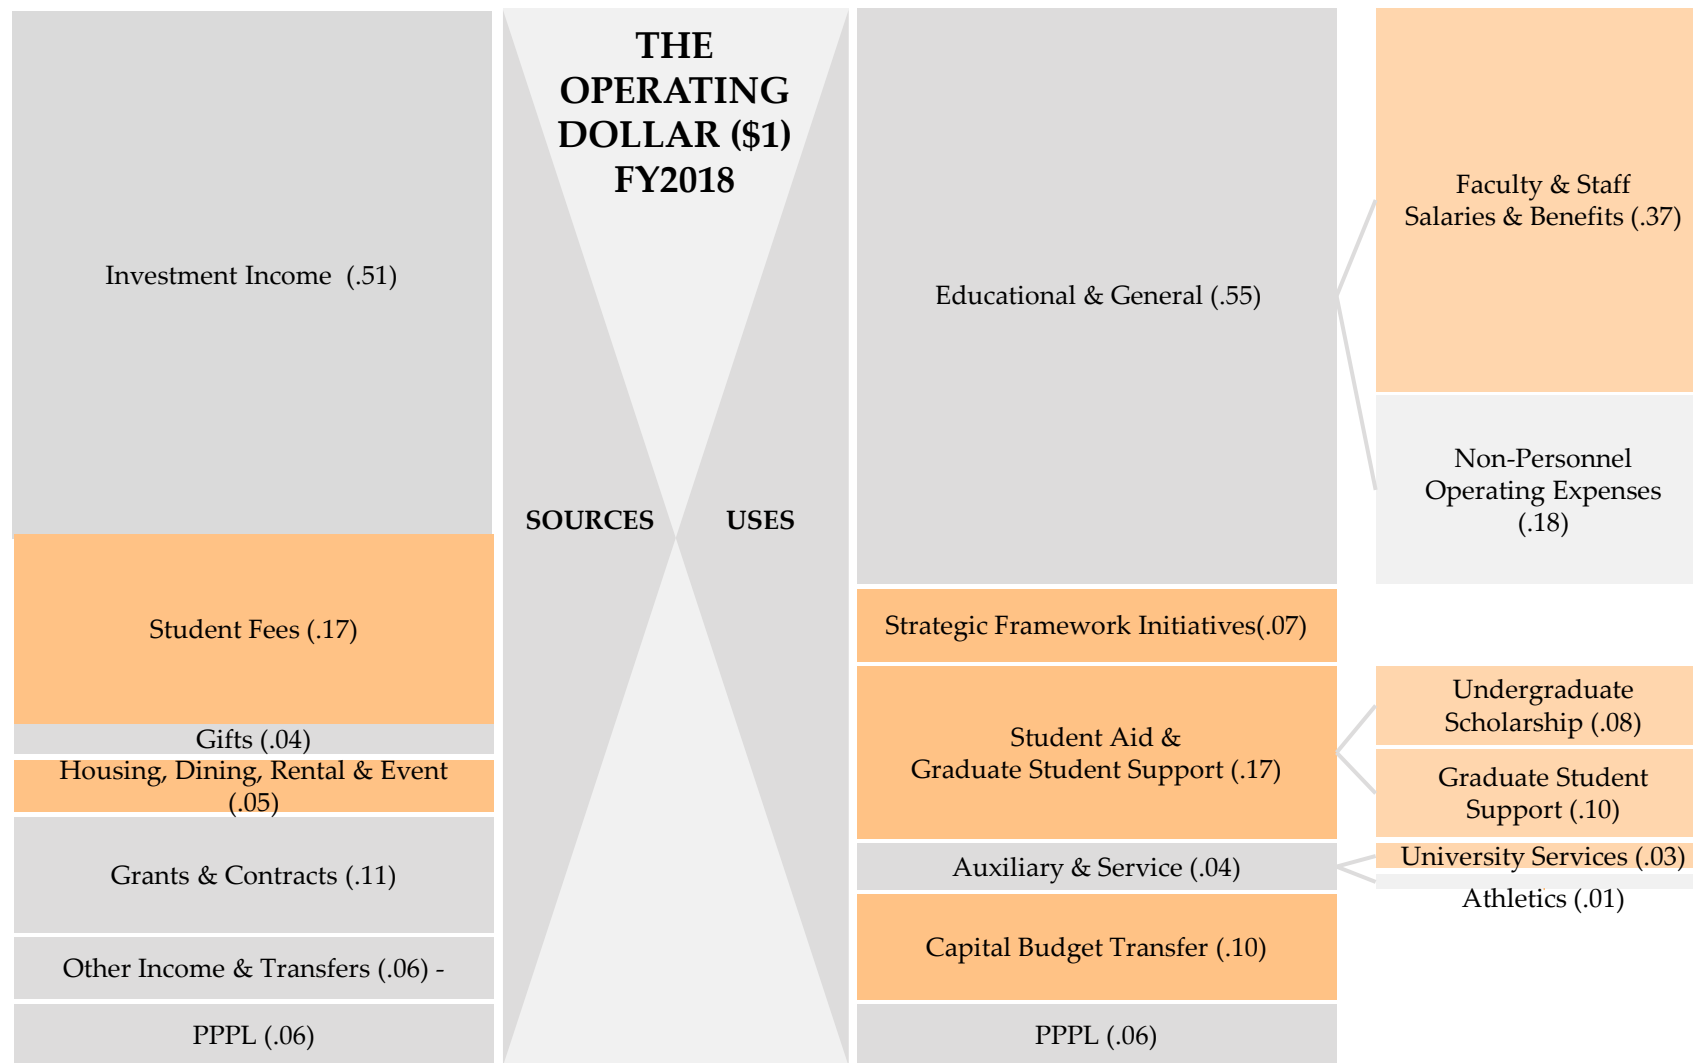 THE
OPERATING
DOLLAR ($1)
FY2018
SOURCES
Investment Income  (.51)
Student Fees (.17)
Gifts (.04)
Housing, Dining, Rental & Event
(.05)
Grants & Contracts (.11)
Other Income & Transfers (.06) -
PPPL (.06)
USES
Educational & General (.55)
Faculty & Staff
Salaries & Benefits (.37)
Non-Personnel
Operating Expenses
(.18)
Strategic Framework Initiatives(.07)
Student Aid &
Graduate Student Support (.17)
Undergraduate
Scholarship (.08)
Graduate Student
Support (.10)
Auxiliary & Service (.04)
University Services (.03)
Athletics (.01)
Capital Budget Transfer (.10)
PPPL (.06)